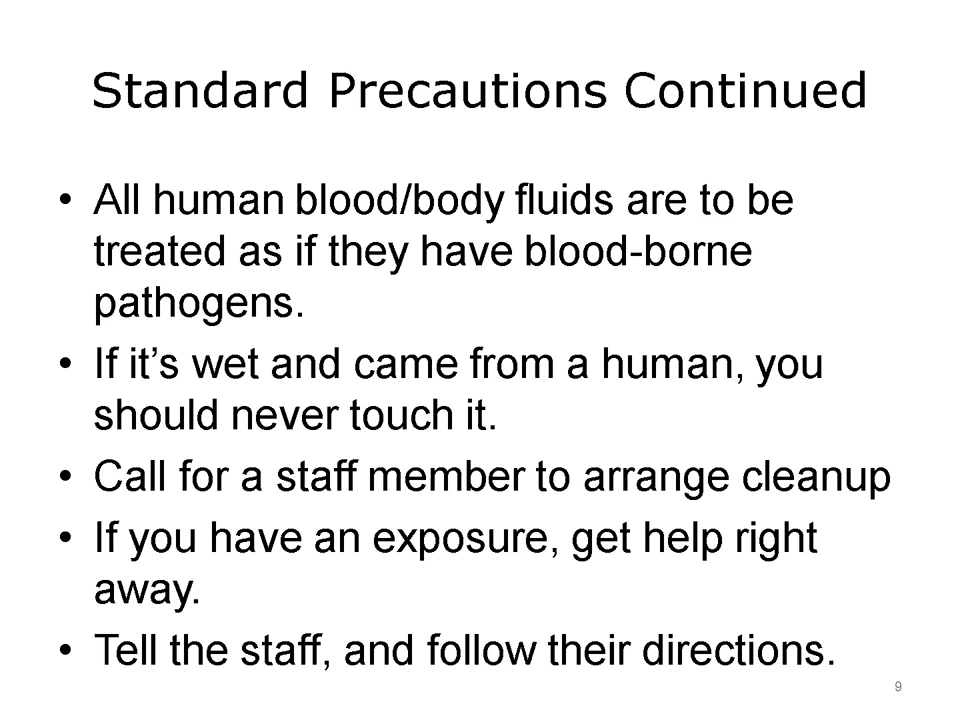 Standard Precautions Continued
• All human blood/body fluids are to be
treated as if they have blood-borne
pathogens.
• If it’s wet and came from a human, you
should never touch it.
• Call for a staff member to arrange cleanup
• If you have an exposure, get help right
away.
• Tell the staff, and follow their directions.
9